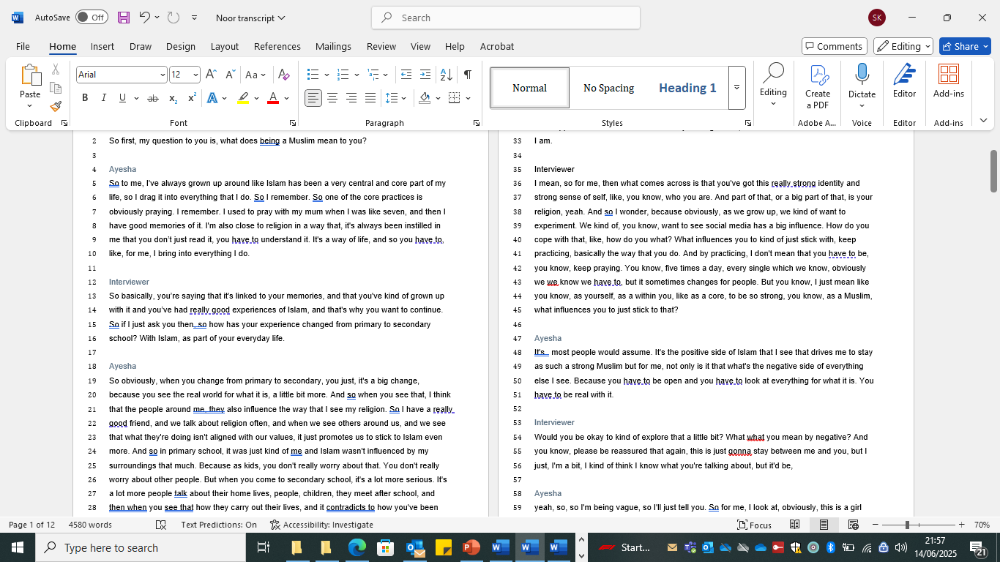 AutoSave Off Noor transcript Search SK
File Home Insert Draw Design Layout References Mailings Review View Help Acrobat Comments Editing Share
Arial 12 Aa Normal No Spacing Heading 1
Paste Editing Create a PDF Dictate Editor Add-ins
Clipboard Font Paragraph Styles Adobe A... Voice Editor Add-ins
2 So first, my question to you is, what does being a Muslim mean to you?
3
4 Ayesha
5 So to me, I've always grown up around like Islam has been a very central and core part of my
6 life, so I drag it into everything that I do. So I remember. So one of the core practices is
7 obviously praying. I remember. I used to pray with my mum when I was like seven, and then I
8 have good memories of it. I'm also close to religion in a way that, it's always been instilled in
9 me that you don't just read it, you have to understand it. It's a way of life, and so you have to,
10 like, for me, I bring into everything I do.
11
12 Interviewer
13 So basically, you're saying that it's linked to your memories, and that you've kind of grown up
14 with it and you've had really good experiences of Islam, and that's why you want to continue.
15 So if I just ask you then, so how has your experience changed from primary to secondary
16 school? With Islam, as part of your everyday life.
17
18 Ayesha
19 So obviously, when you change from primary to secondary, you just, it's a big change,
20 because you see the real world for what it is, a little bit more. And so when you see that, I think
21 that the people around me, they also influence the way that I see my religion. So I have a really
22 good friend, and we talk about religion often, and when we see others around us, and we see
23 that what they're doing isn't aligned with our values, it just promotes us to stick to Islam even
24 more. And so in primary school, it was just kind of me and Islam wasn't influenced by my
25 surroundings that much. Because as kids, you don't really worry about that. You don't really
26 worry about other people. But when you come to secondary school, it's a lot more serious. It's
27 a lot more people talk about their home lives, people, children, they meet after school, and
28 then when you see that how they carry out their lives, and it contradicts to how you've been
33 I am.
34
35 Interviewer
36 I mean, so for me, then what comes across is that you've got this really strong identity and
37 strong sense of self, like, you know, who you are. And part of that, or a big part of that, is your
38 religion, yeah. And so I wonder, because obviously, as we grow up, we kind of want to
39 experiment. We kind of, you know, want to see social media has a big influence. How do you
40 cope with that, like, how do you what? What influences you to kind of just stick with, keep
41 practicing, basically the way that you do. And by practicing, I don't mean that you have to be,
42 you know, keep praying. You know, five times a day, every single which we know, obviously
43 we we know we have to, but it sometimes changes for people. But you know, I just mean like
44 you know, as yourself, as a within you, like as a core, to be so strong, you know, as a Muslim,
45 what influences you to just stick to that?
46
47 Ayesha
48 It's most people would assume. It's the positive side of Islam that I see that drives me to stay
49 as such a strong Muslim but for me, not only is it that what's the negative side of everything
50 else I see. Because you have to be open and you have to look at everything for what it is. You
51 have to be real with it.
52
53 Interviewer
54 Would you be okay to kind of explore that a little bit? What what you mean by negative? And
55 you know, please be reassured that again, this is just gonna stay between me and you, but I
56 just, I'm a bit, I kind of think I know what you're talking about, but it'd be,
57
58 Ayesha
59 yeah, so, so I'm being vague, so I'll just tell you. So for me, I look at, obviously, this is a girl
Page 1 of 12 4580 words Text Predictions: On Accessibility: Investigate Focus 70%
Type here to search Start... 21:57
14/06/2025 21